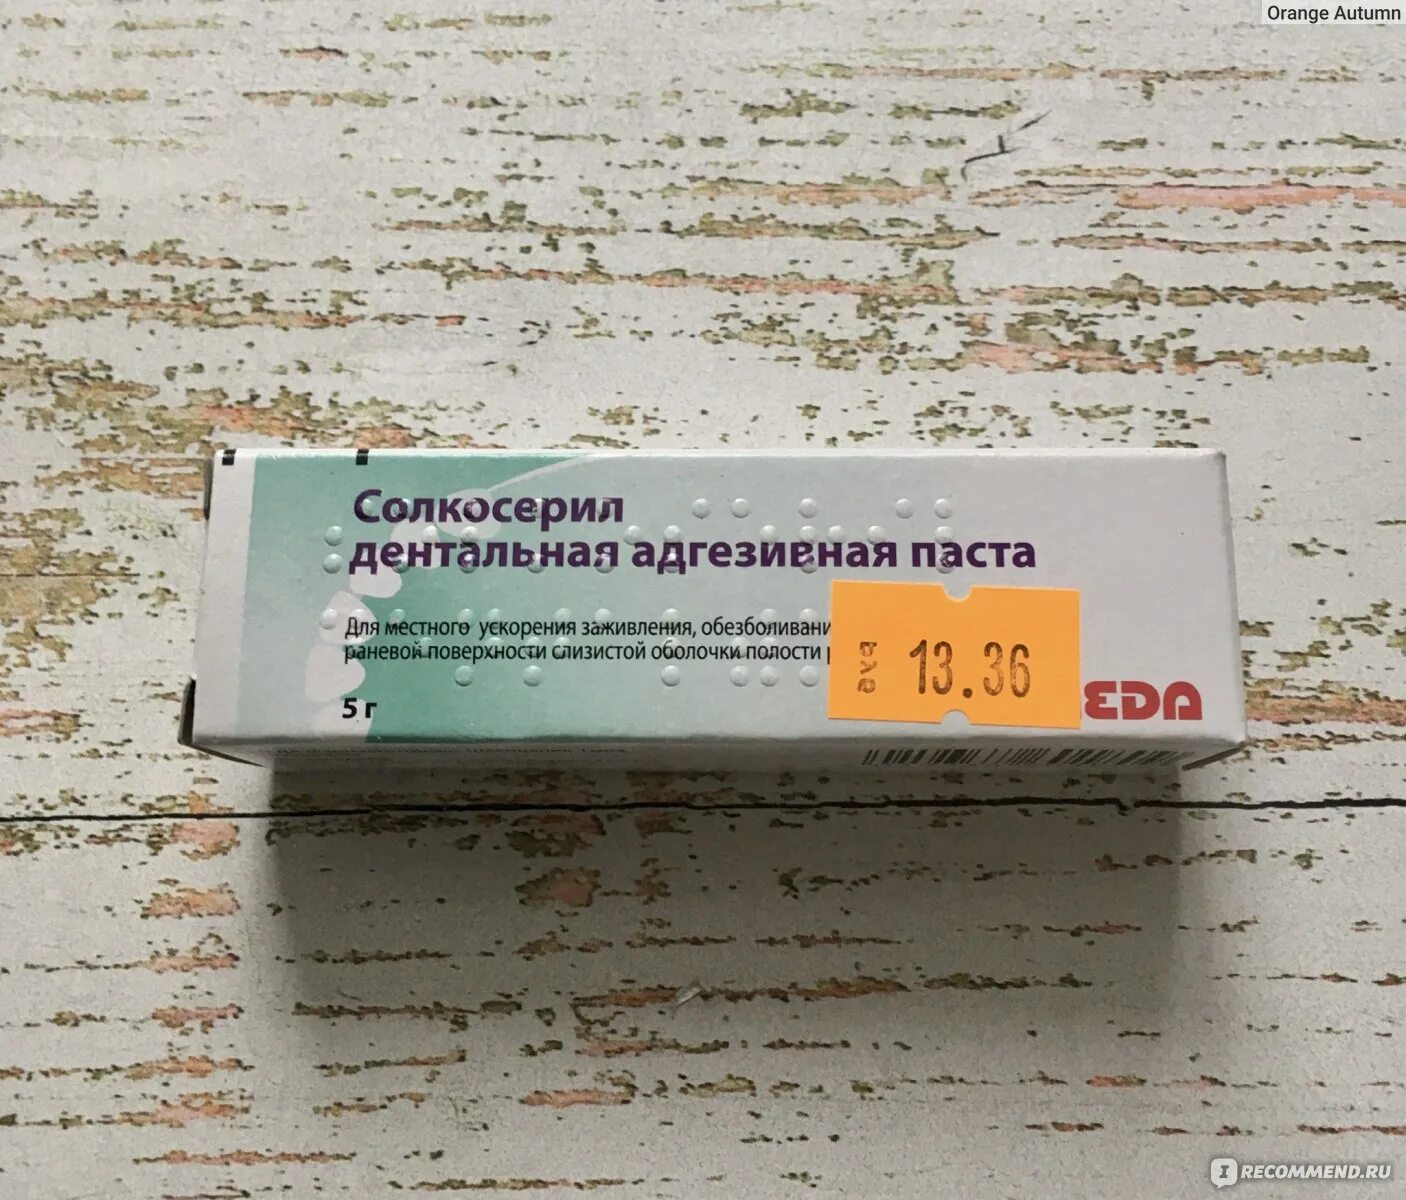 Orange Autumn
Солкосерил
дентальная адгезивная паста
Для местного ускорения заживления, обезболивани
раневой поверхности слизистой оболочки полости
5 г
13.36
EDA
IRECOMMEND.RU